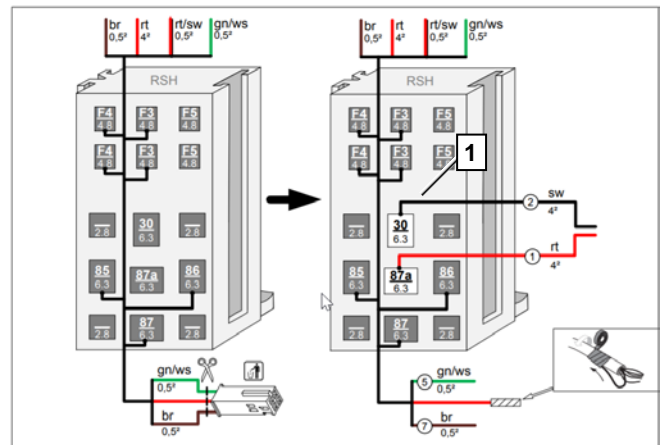 br rt rt/sw gn/ws
0,5² 4² 0,5² 0,5²
RSH
F4 F3 F5
4.8 4.8 4.8
F4 F3 F5
4.8 4.8 4.8
30
2.8 6.3 2.8
85 87a 86
6.3 6.3 6.3
87
2.8 6.3 2.8
gn/ws
0,5²
br
0,5²
br rt rt/sw gn/ws
0,5² 4² 0,5² 0,5²
RSH
F4 F3 F5
4.8 4.8 4.8
F4 F3 F5
4.8 4.8 4.8
1
2 sw
4²
30
2.8 6.3 2.8
1 rt
4²
85 87a 86
6.3 6.3 6.3
87
2.8 6.3 2.8
5 gn/ws
0,5²
7 br
0,5²